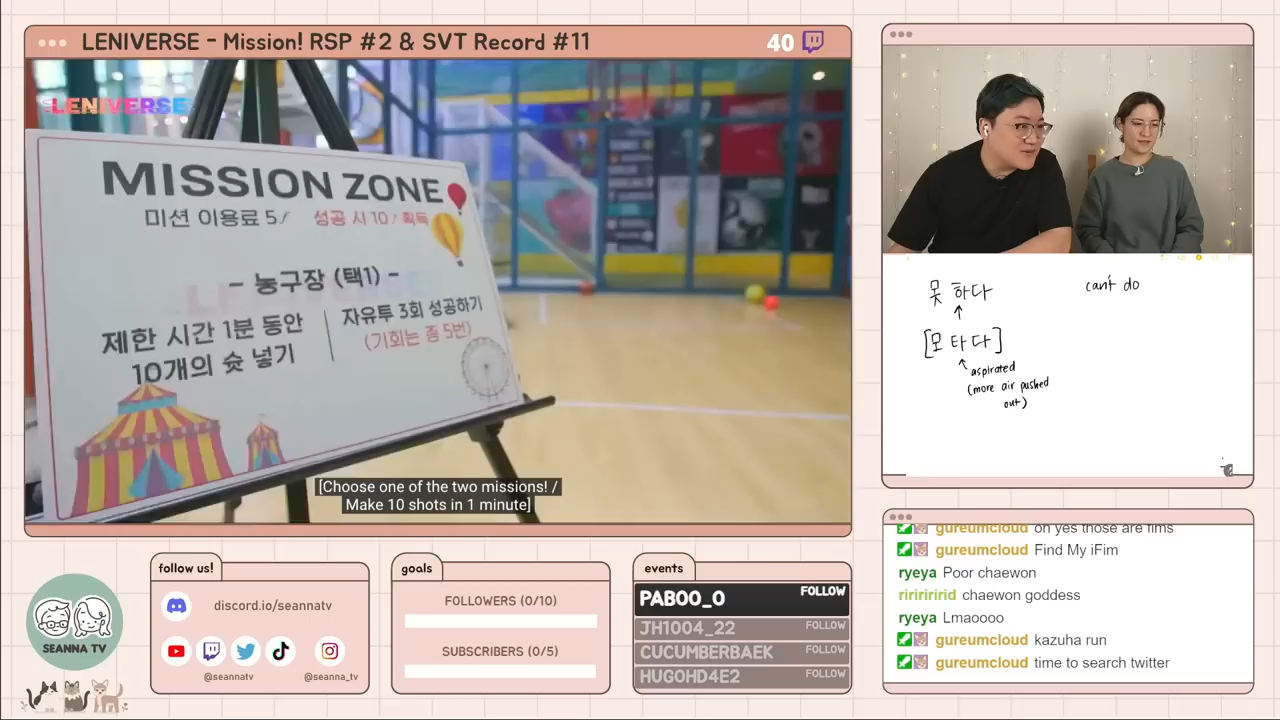 LENIVERSE - Mission! RSP #2 & SVT Record #11
40
LENIVERSE
MISSION ZONE
미션 이용료 5f 성공 시 10f 획득
- 농구장 (택1) -
제한 시간 1분 동안
10개의 슛 넣기
자유투 3회 성공하기
(기회는 총 5번)
[Choose one of the two missions! /
Make 10 shots in 1 minute]
못 하다
can't do
[모 타 다]
aspirated
(more air pushed
out)
SEANNA TV
follow us!
discord.io/seannatv
@seannatv
@seanna_tv
goals
FOLLOWERS (0/10)
SUBSCRIBERS (0/5)
events
PABOO_0 FOLLOW
JH1004_22 FOLLOW
CUCUMBERBAEK FOLLOW
HUGOHD4E2 FOLLOW
gureumcloud oh yes those are fims
gureumcloud Find My iFim
ryeya Poor chaewon
riririririd chaewon goddess
ryeya Lmaoooo
gureumcloud kazuha run
gureumcloud time to search twitter